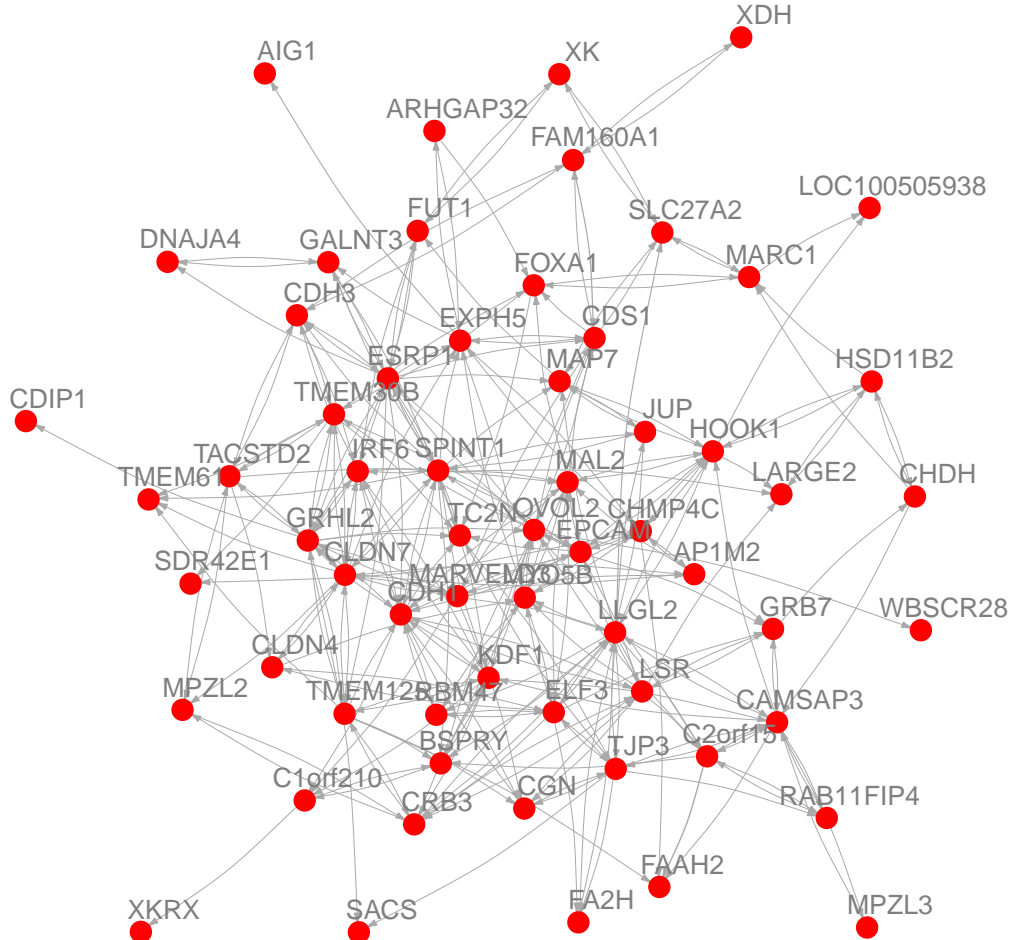 XDH
AIG1
XK
ARHGAP32
FAM160A1
LOC100505938
FUT1
SLC27A2
DNAJA4
GALNT3
MARC1
FOXA1
CDH3
EXPH5
CDS1
ESRP1
MAP7
HSD11B2
CDIP1
TMEM30B
JUP
HOOK1
TACSTD2
IRF6
SPINT1
MAL2
LARGE2
CHDH
TMEM61
GRHL2
TC2N
OVOL2
CHMP4C
EPCAM
SDR42E1
CLDN7
AP1M2
MARVELD3
MYO5B
CDH1
LLGL2
GRB7
WBSCR28
CLDN4
KDF1
LSR
MPZL2
TMEM125
RBM47
ELF3
CAMSAP3
BSPRY
TJP3
C2orf15
C1orf210
CRB3
CGN
RAB11FIP4
FAAH2
FA2H
XKRX
SACS
MPZL3